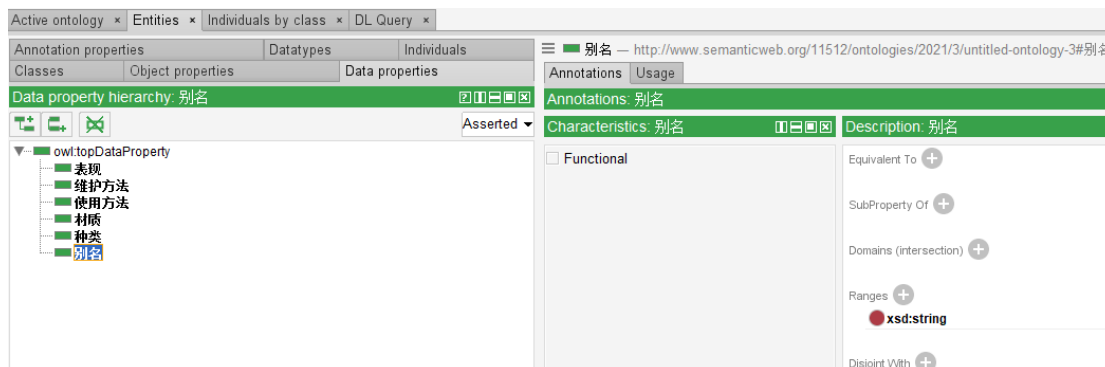 Active ontology × Entities × Individuals by class × DL Query ×
Annotation properties Datatypes Individuals
Classes Object properties Data properties
Data property hierarchy: 别名
Asserted
owl:topDataProperty
表现
维护方法
使用方法
材质
种类
别名
别名 — http://www.semanticweb.org/11512/ontologies/2021/3/untitled-ontology-3#别名
Annotations Usage
Annotations: 别名
Characteristics: 别名
Functional
Description: 别名
Equivalent To
SubProperty Of
Domains (intersection)
Ranges
xsd:string
Disjoint With